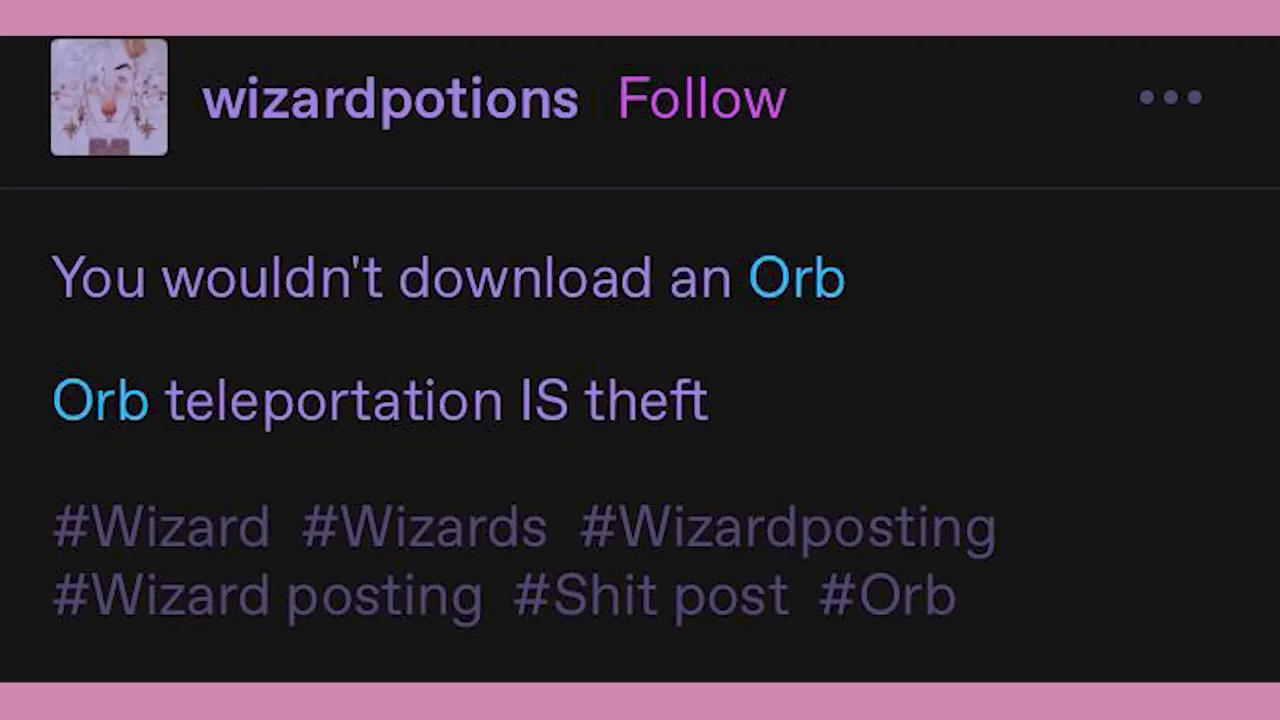 wizardpotions Follow
You wouldn't download an Orb
Orb teleportation IS theft
#Wizard #Wizards #Wizardposting
#Wizard posting #Shit post #Orb